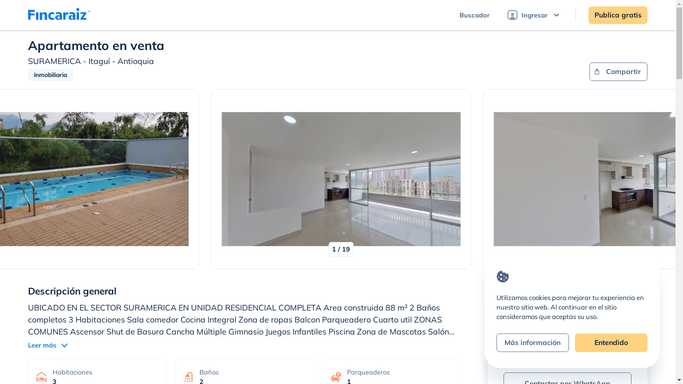 Fincaraiz
Buscador
Ingresar
Publica gratis
Apartamento en venta
SURAMERICA - Itaguí - Antioquia
Inmobiliaria
Compartir
1 / 19
Descripción general
UBICADO EN EL SECTOR SURAMERICA EN UNIDAD RESIDENCIAL COMPLETA Area construida 88 m² 2 Baños
completos 3 Habitaciones Sala comedor Cocina Integral Zona de ropas Balcon Parqueadero Cuarto util ZONAS
COMUNES Ascensor Shut de Basura Cancha Múltiple Gimnasio Juegos Infantiles Piscina Zona de Mascotas Salón...
Leer más
Habitaciones
3
Baños
2
Parqueaderos
1
Utilizamos cookies para mejorar tu experiencia en
nuestro sitio web. Al continuar en el sitio
consideramos que aceptas su uso.
Más información
Entendido
Contactar por WhatsApp